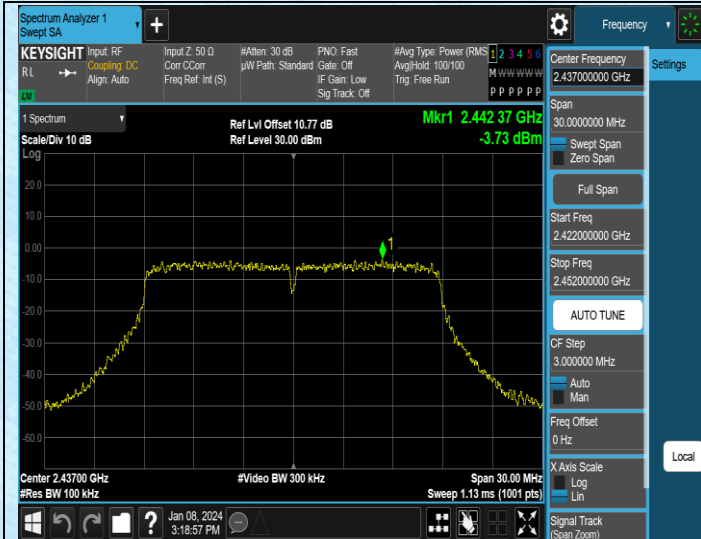 Spectrum Analyzer 1
Swept SA
Frequency
KEYSIGHT
RL
LXI
Input: RF
Coupling: DC
Align: Auto
Input Z: 50 Ω
Corr CCorr
Freq Ref: Int (S)
#Atten: 30 dB
µW Path: Standard
PNO: Fast
Gate: Off
IF Gain: Low
Sig Track: Off
#Avg Type: Power (RMS
Avg|Hold: 100/100
Trig: Free Run
1 2 3 4 5 6
M W W W W W
P P P P P P
Settings
Center Frequency
2.437000000 GHz
Span
30.0000000 MHz
Swept Span
Zero Span
Full Span
Start Freq
2.422000000 GHz
Stop Freq
2.452000000 GHz
AUTO TUNE
CF Step
3.000000 MHz
Auto
Man
Freq Offset
0 Hz
X Axis Scale
Log
Lin
Signal Track
(Span Zoom)
Local
1 Spectrum
Scale/Div 10 dB
Log
Ref Lvl Offset 10.77 dB
Ref Level 30.00 dBm
Mkr1 2.442 37 GHz
-3.73 dBm
20.0
10.0
0.00
-10.0
-20.0
-30.0
-40.0
-50.0
-60.0
1
Center 2.43700 GHz
#Res BW 100 kHz
#Video BW 300 kHz
Span 30.00 MHz
Sweep 1.13 ms (1001 pts)
?
Jan 08, 2024
3:18:57 PM